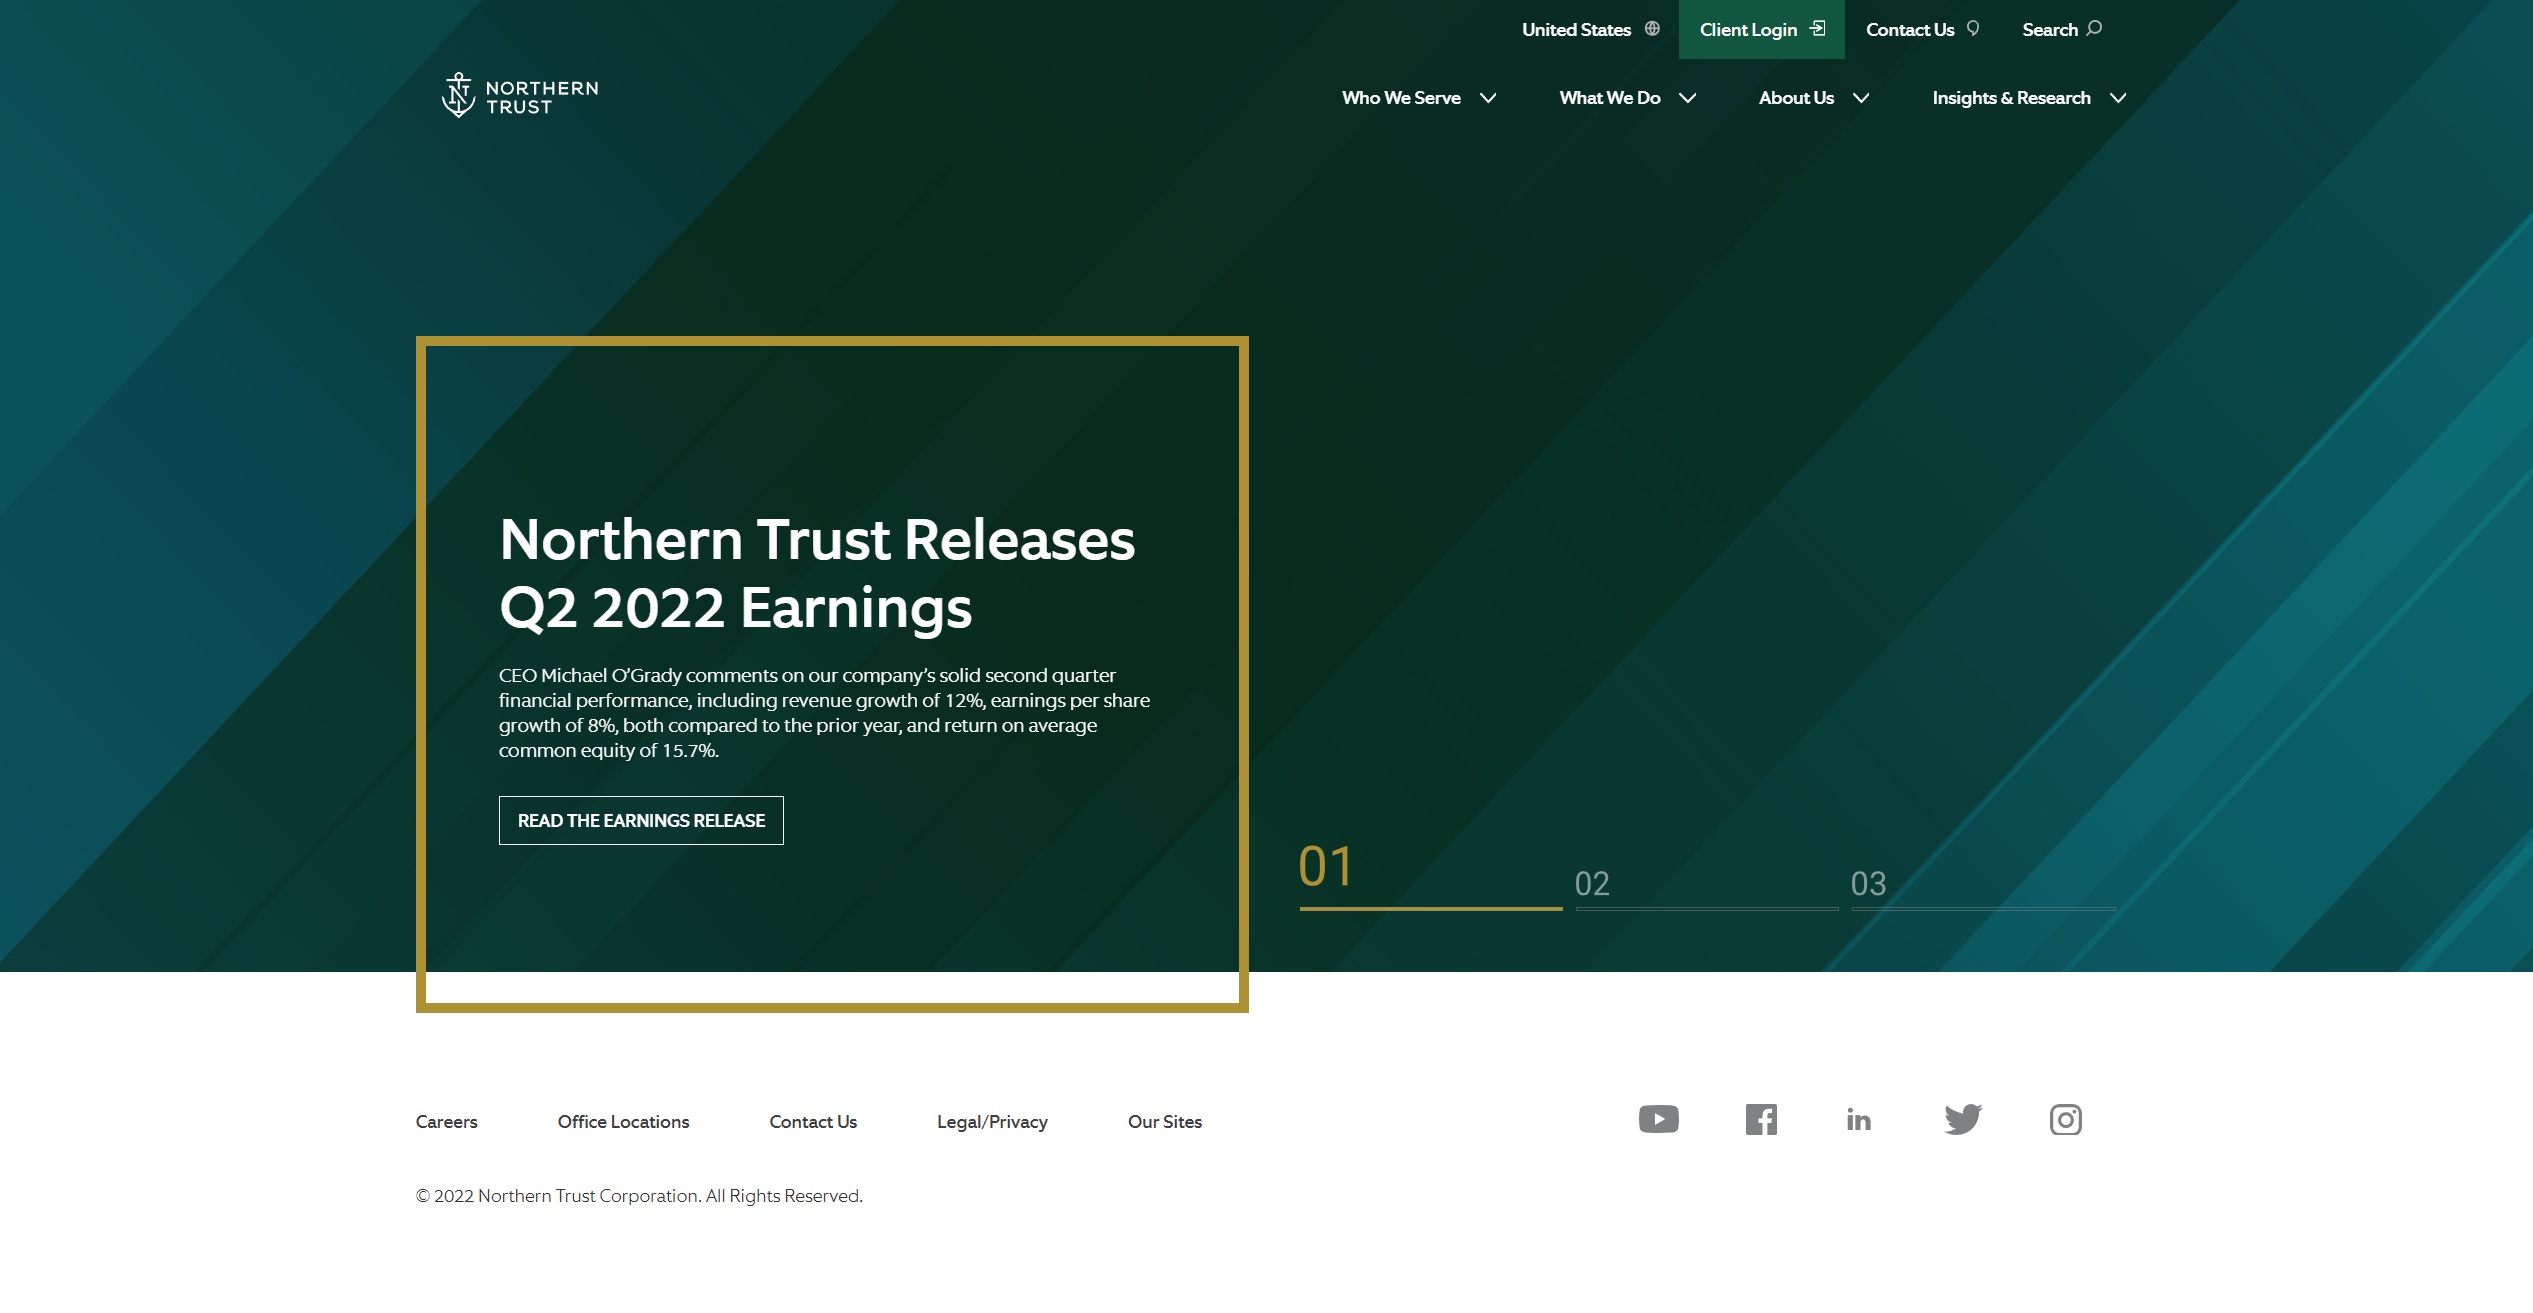 United States
Client Login
Contact Us
Search
NORTHERN
TRUST
Who We Serve
What We Do
About Us
Insights & Research
Northern Trust Releases
Q2 2022 Earnings
CEO Michael O’Grady comments on our company’s solid second quarter
financial performance, including revenue growth of 12%, earnings per share
growth of 8%, both compared to the prior year, and return on average
common equity of 15.7%.
READ THE EARNINGS RELEASE
01
02
03
Careers
Office Locations
Contact Us
Legal/Privacy
Our Sites
in
© 2022 Northern Trust Corporation. All Rights Reserved.